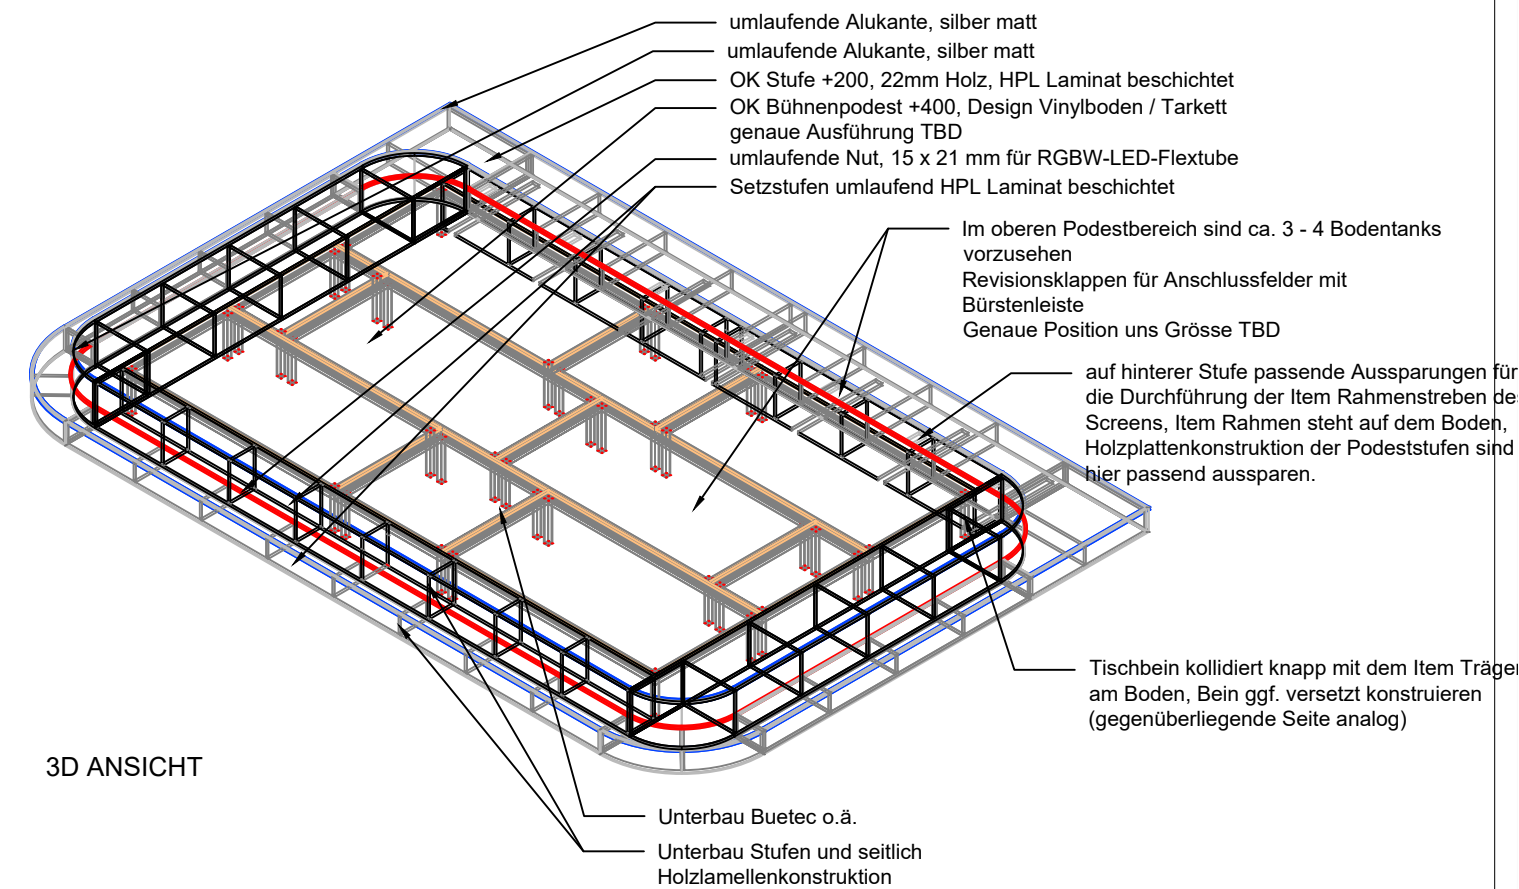 umlaufende Alukante, silber matt
umlaufende Alukante, silber matt
OK Stufe +200, 22mm Holz, HPL Laminat beschichtet
OK Bühnenpodest +400, Design Vinylboden / Tarkett
genaue Ausführung TBD
umlaufende Nut, 15 x 21 mm für RGBW-LED-Flextube
Setzstufen umlaufend HPL Laminat beschichtet
Im oberen Podestbereich sind ca. 3 - 4 Bodentanks
vorzusehen
Revisionsklappen für Anschlussfelder mit
Bürstenleiste
Genaue Position uns Grösse TBD
auf hinterer Stufe passende Aussparungen für
die Durchführung der Item Rahmenstreben des
Screens, Item Rahmen steht auf dem Boden,
Holzplattenkonstruktion der Podeststufen sind
hier passend aussparen.
Tischbein kollidiert knapp mit dem Item Träger
am Boden, Bein ggf. versetzt konstruieren
(gegenüberliegende Seite analog)
3D ANSICHT
Unterbau Buetec o.ä.
Unterbau Stufen und seitlich
Holzlamellenkonstruktion